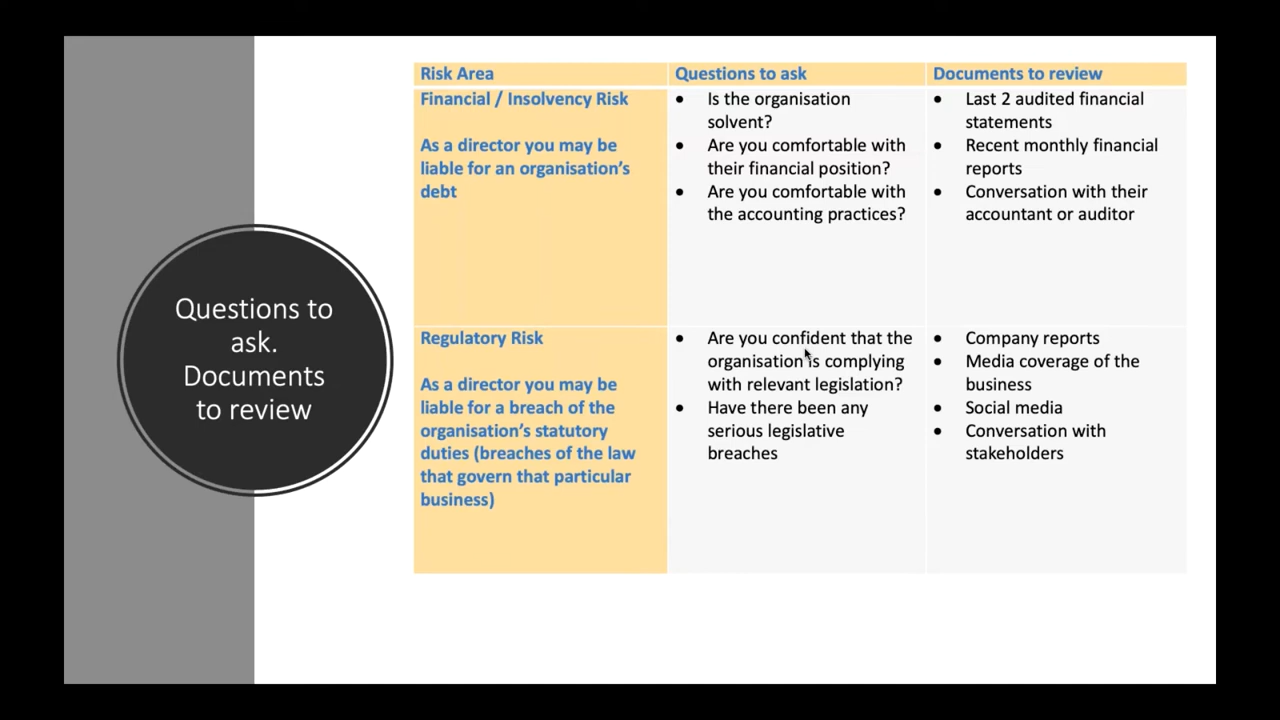 Questions to
ask.
Documents
to review
Risk Area
Questions to ask
Documents to review
Financial / Insolvency Risk
As a director you may be
liable for an organisation's
debt
• Is the organisation
solvent?
• Are you comfortable with
their financial position?
• Are you comfortable with
the accounting practices?
• Last 2 audited financial
statements
• Recent monthly financial
reports
• Conversation with their
accountant or auditor
Regulatory Risk
As a director you may be
liable for a breach of the
organisation's statutory
duties (breaches of the law
that govern that particular
business)
• Are you confident that the
organisation is complying
with relevant legislation?
• Have there been any
serious legislative
breaches
• Company reports
• Media coverage of the
business
• Social media
• Conversation with
stakeholders